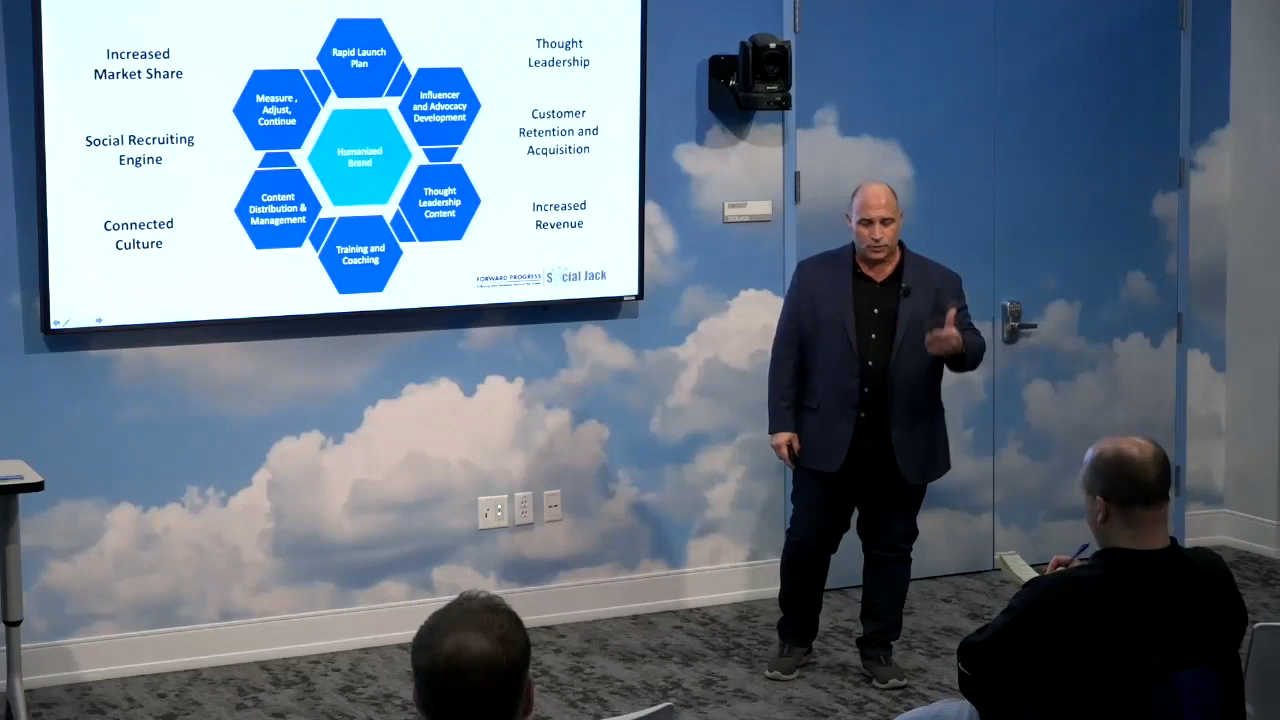 Increased
Market Share
Social Recruiting
Engine
Connected
Culture
Rapid Launch
Plan
Measure ,
Adjust,
Continue
Influencer
and Advocacy
Development
Humanized
Brand
Content
Distribution &
Management
Thought
Leadership
Content
Training and
Coaching
Thought
Leadership
Customer
Retention and
Acquisition
Increased
Revenue
FORWARD PROGRESS
Social Jack
STORAGE